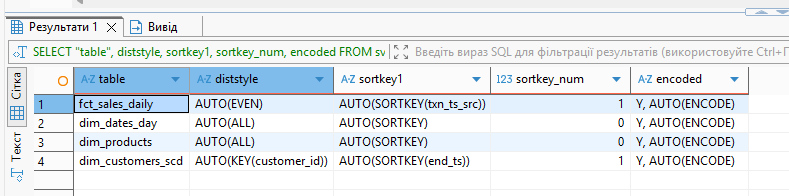 Результати 1 Вивід
SELECT "table", diststyle, sortkey1, sortkey_num, encoded FROM sv Введіть вираз SQL для фільтрації результатів (використовуйте Ctrl+
Сітка
Текст
A-Z table A-Z diststyle A-Z sortkey1 123 sortkey_num A-Z encoded
1 fct_sales_daily AUTO(EVEN) AUTO(SORTKEY(txn_ts_src)) 1 Y, AUTO(ENCODE)
2 dim_dates_day AUTO(ALL) AUTO(SORTKEY) 0 Y, AUTO(ENCODE)
3 dim_products AUTO(ALL) AUTO(SORTKEY) 0 Y, AUTO(ENCODE)
4 dim_customers_scd AUTO(KEY(customer_id)) AUTO(SORTKEY(end_ts)) 1 Y, AUTO(ENCODE)